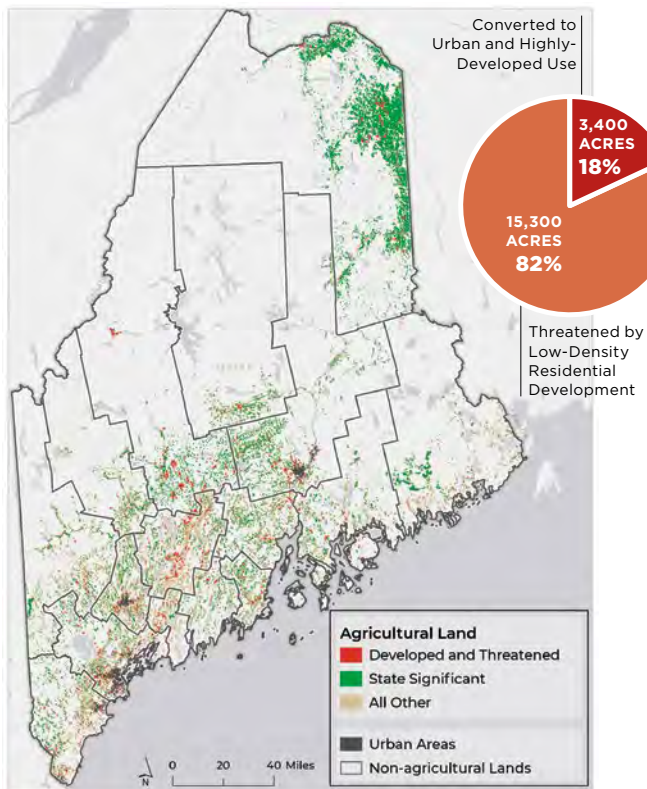 Converted to
Urban and Highly-
Developed Use
3,400
ACRES
18%
15,300
ACRES
82%
Threatened by
Low-Density
Residential
Development
Agricultural Land
Developed and Threatened
State Significant
All Other
Urban Areas
Non-agricultural Lands
N
0 20 40 Miles